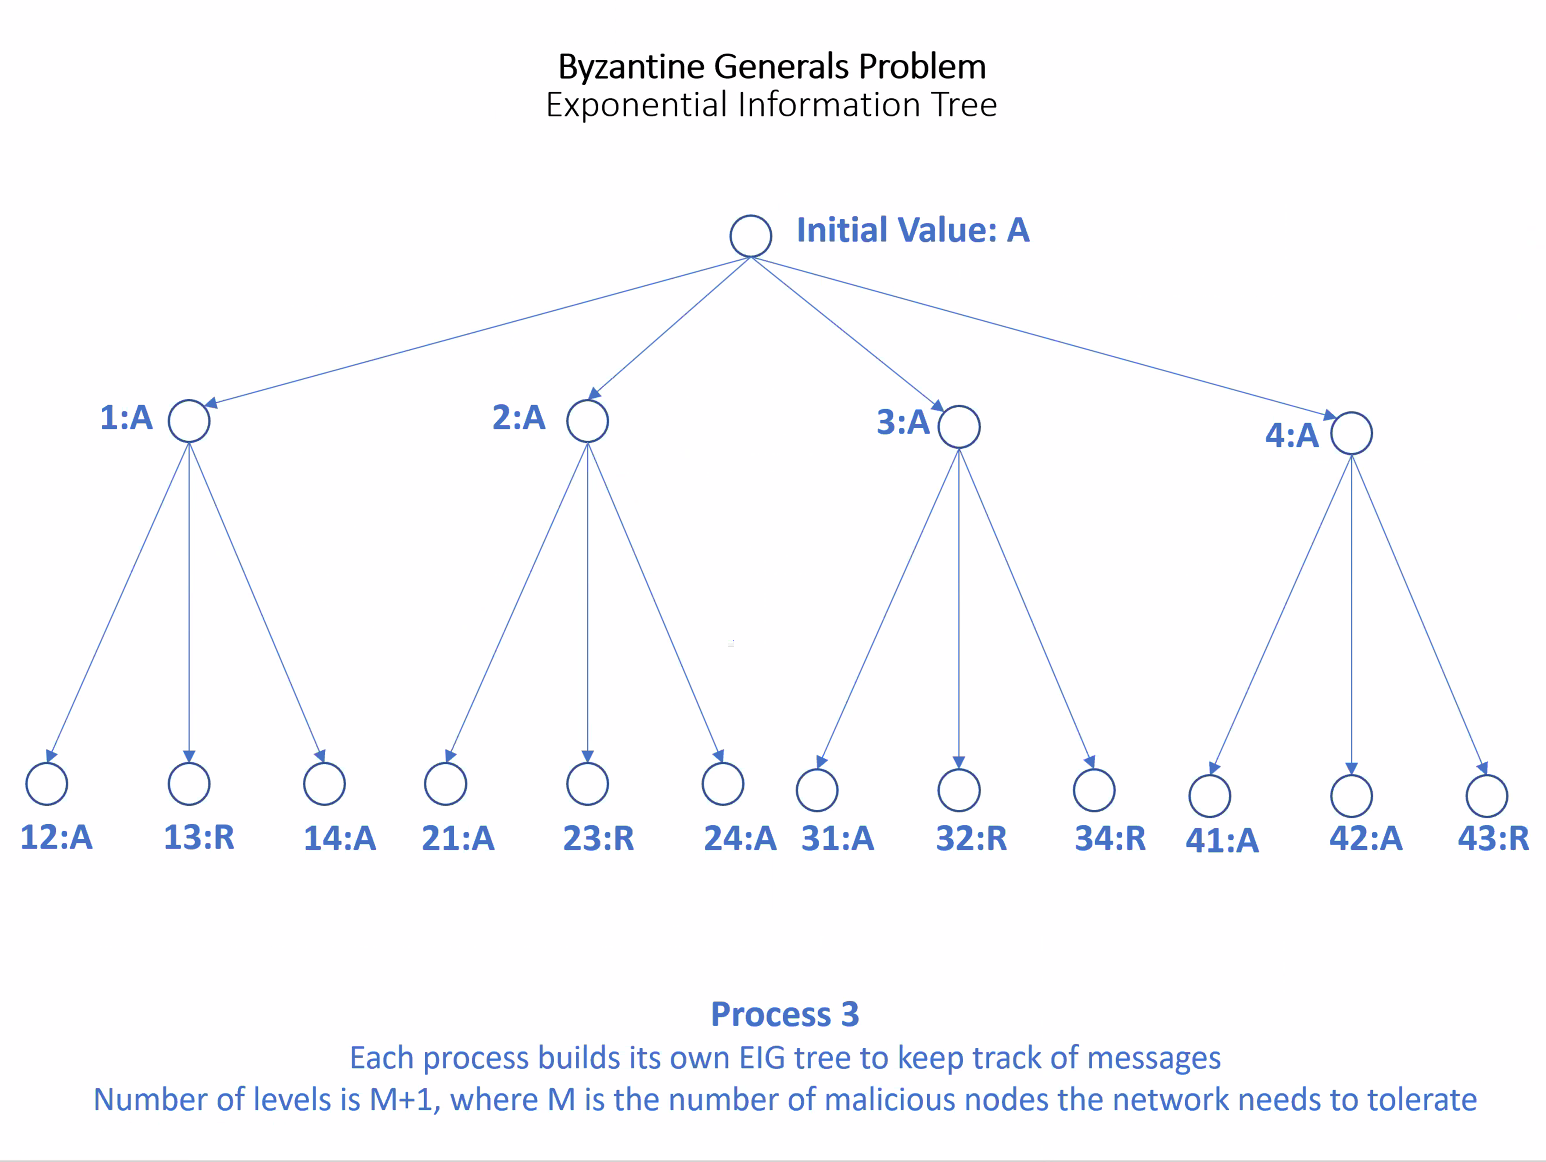 Byzantine Generals Problem
Exponential Information Tree
Initial Value: A
1:A
2:A
3:A
4:A
12:A
13:R
14:A
21:A
23:R
24:A
31:A
32:R
34:R
41:A
42:A
43:R
Process 3
Each process builds its own EIG tree to keep track of messages
Number of levels is M+1, where M is the number of malicious nodes the network needs to tolerate